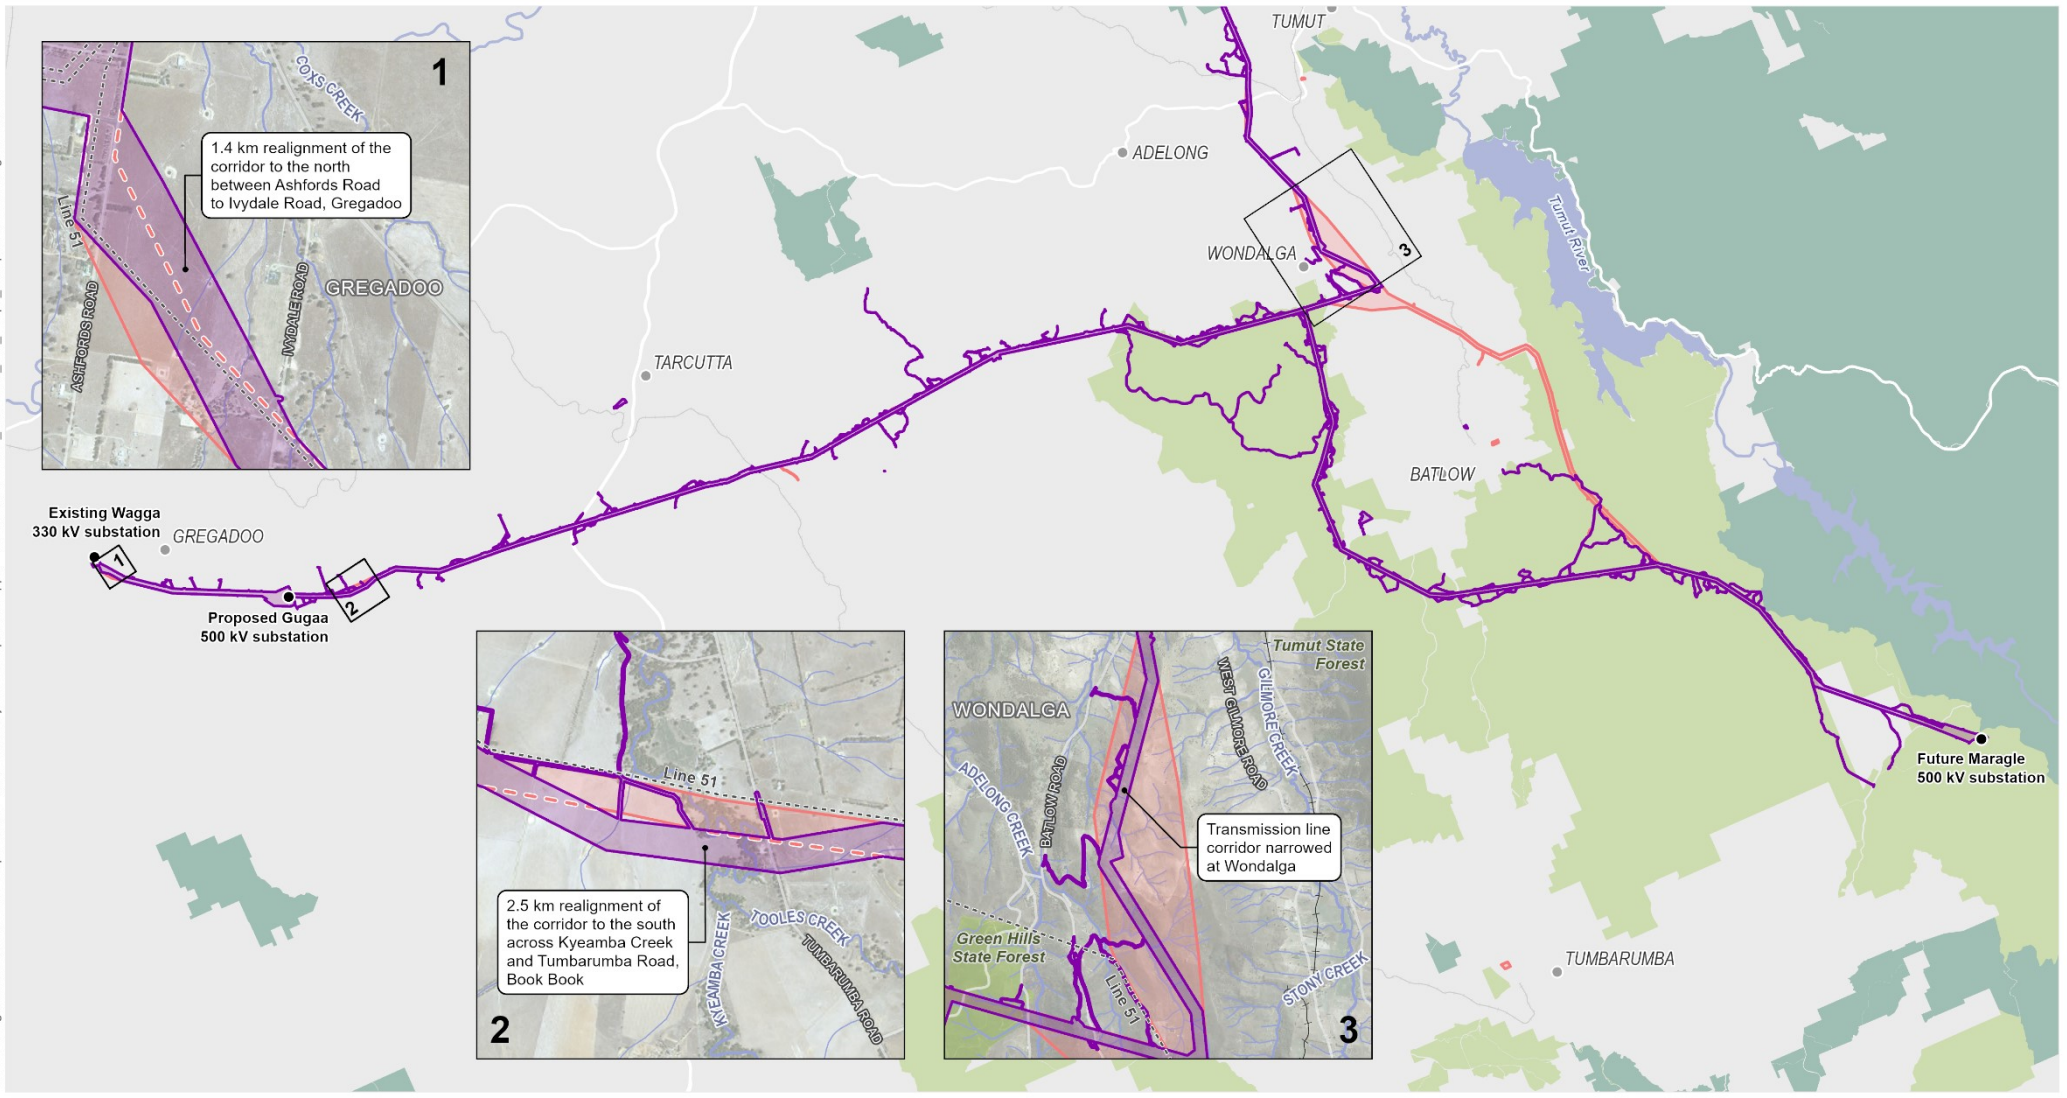 TUMUT
1
COXS CREEK
1.4 km realignment of the
corridor to the north
between Ashfords Road
to Ivydale Road, Gregadoo
Line 51
ASHFORDS ROAD
IVYDALE ROAD
GREGADOO
ADELONG
WONDALGA
3
Tumut River
TARCUTTA
BATLOW
Existing Wagga
330 kV substation
GREGADOO
1
2
Proposed Gugaa
500 kV substation
Future Maragle
500 kV substation
TUMBARUMBA
Line 51
2.5 km realignment of
the corridor to the south
across Kyeamba Creek
and Tumbarumba Road,
Book Book
KYEAMBA CREEK
TOOLES CREEK
TUMBARUMBA ROAD
2
Tumut State
Forest
WONDALGA
WEST GILMORE ROAD
GILMORE CREEK
ADELONG CREEK
BATLOW ROAD
Transmission line
corridor narrowed
at Wondalga
Green Hills
State Forest
Line 51
STONY CREEK
3